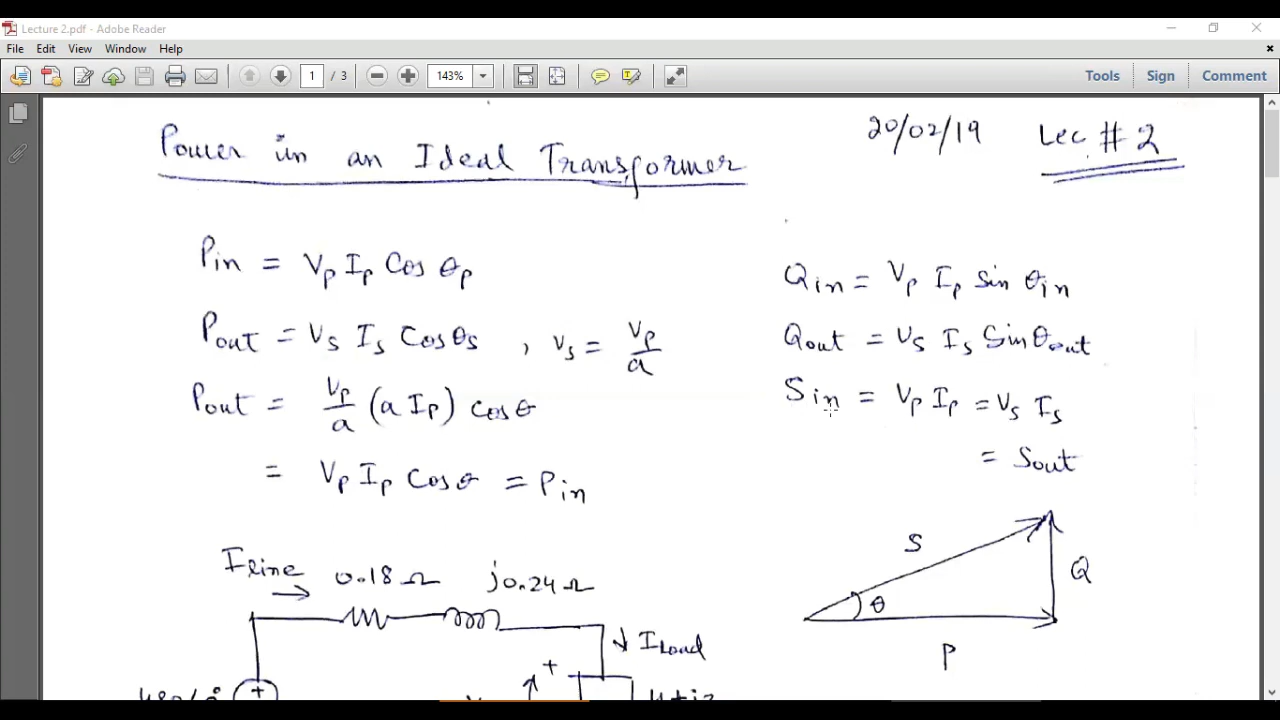 Lecture 2.pdf - Adobe Reader
File Edit View Window Help
1 / 3 143% Tools Sign Comment
20/02/19 Lec # 2
Power in an Ideal Transformer
Pin = Vp Ip Cos θp
Pout = Vs Is Cosθs , Vs = Vp/a
Pout = Vp/a (a Ip) cosθ
= Vp Ip Cosθ = Pin
Qin = Vp Ip Sin θin
Qout = Vs Is Sinθout
Sin = Vp Ip = Vs Is
= Sout
S
θ
Q
P
Iline 0.18 Ω j0.24 Ω
ILoad
+
+